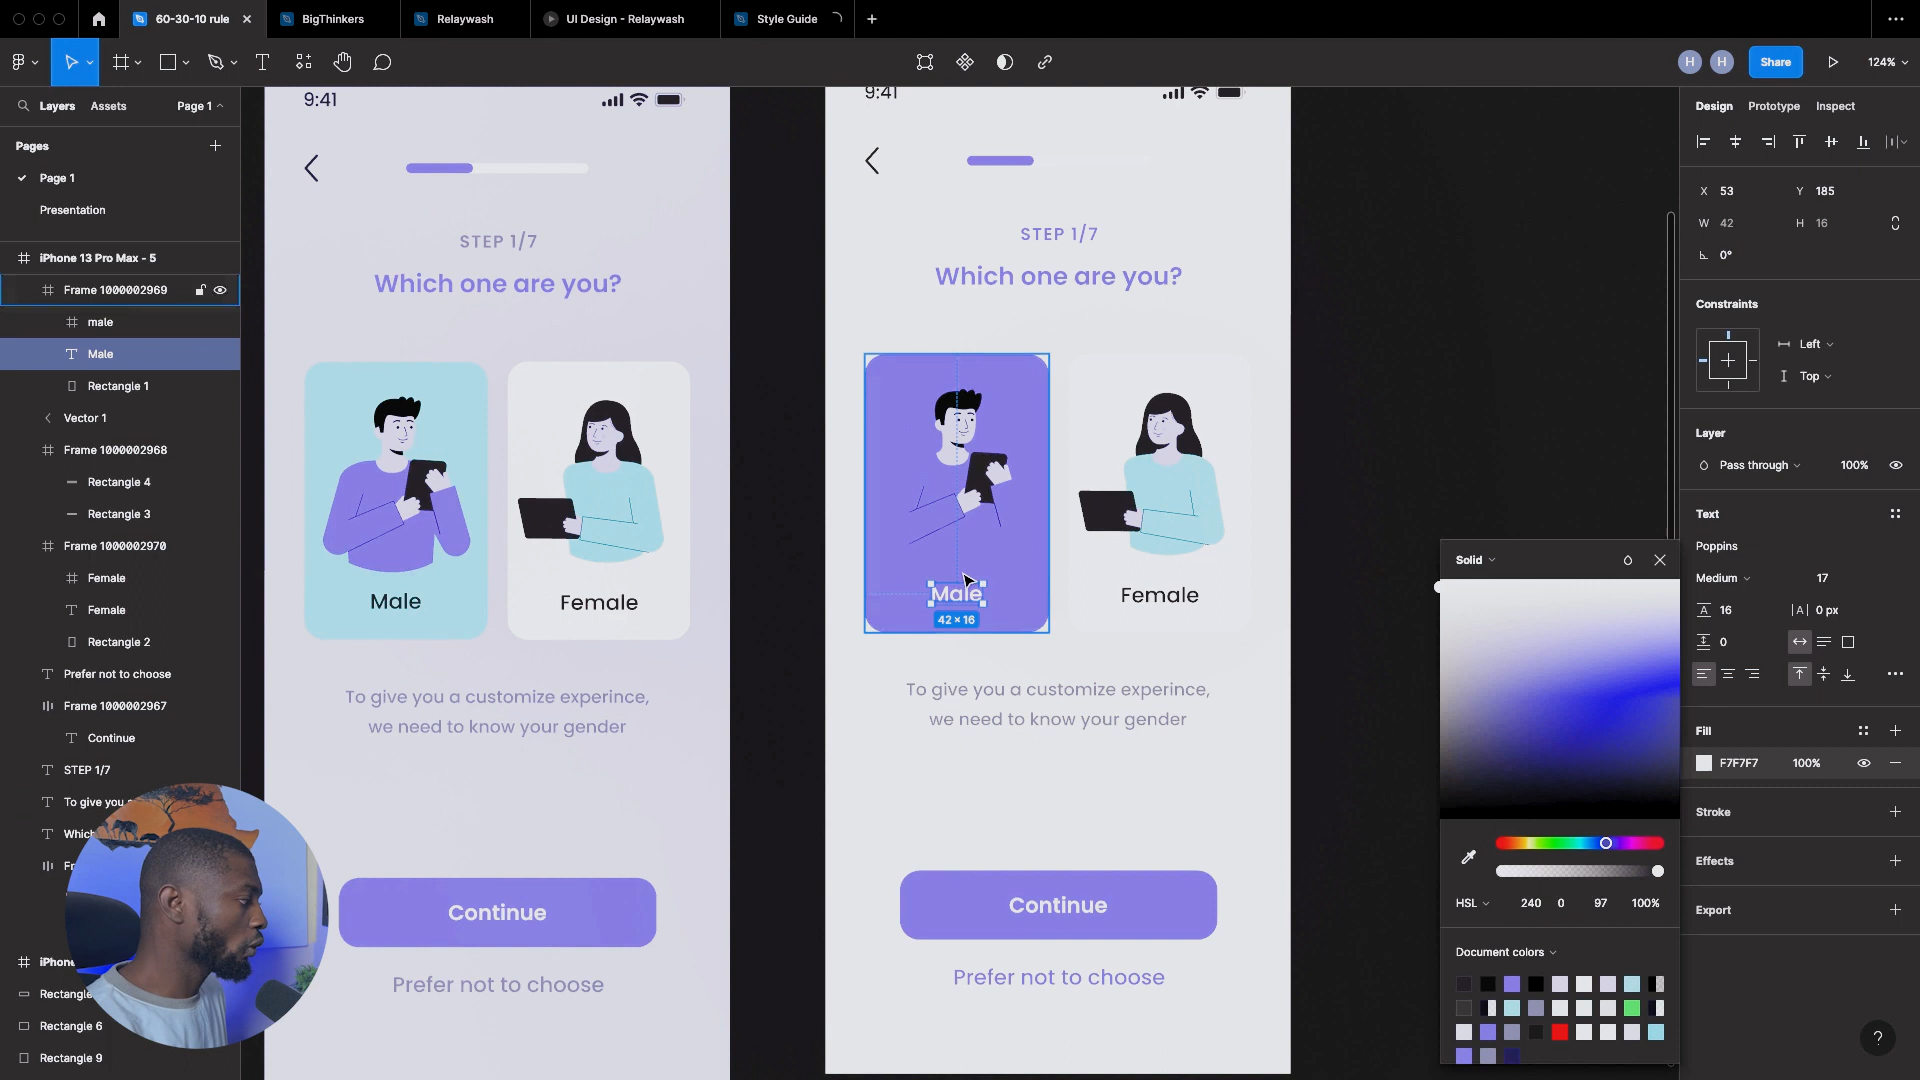 60-30-10 rule
BigThinkers
Relaywash
UI Design - Relaywash
Style Guide
H
H
Share
124%
Layers
Assets
Page 1
Pages
Page 1
Presentation
iPhone 13 Pro Max - 5
Frame 1000002969
male
Male
Rectangle 1
Vector 1
Frame 1000002968
Rectangle 4
Rectangle 3
Frame 1000002970
Female
Female
Rectangle 2
Prefer not to choose
Frame 1000002967
Continue
STEP 1/7
To give you
Rectangle 6
Rectangle 9
9:41
STEP 1/7
Which one are you?
Male
Female
To give you a customize experince,
we need to know your gender
Continue
Prefer not to choose
9:41
STEP 1/7
Which one are you?
Male
42 × 16
Female
To give you a customize experince,
we need to know your gender
Continue
Prefer not to choose
Solid
HSL
240
0
97
100%
Document colors
Design
Prototype
Inspect
X 53
Y 185
W 42
H 16
0°
Constraints
Left
Top
Layer
Pass through
100%
Text
Poppins
Medium
17
A 16
|A| 0 px
0
Fill
F7F7F7
100%
Stroke
Effects
Export
?